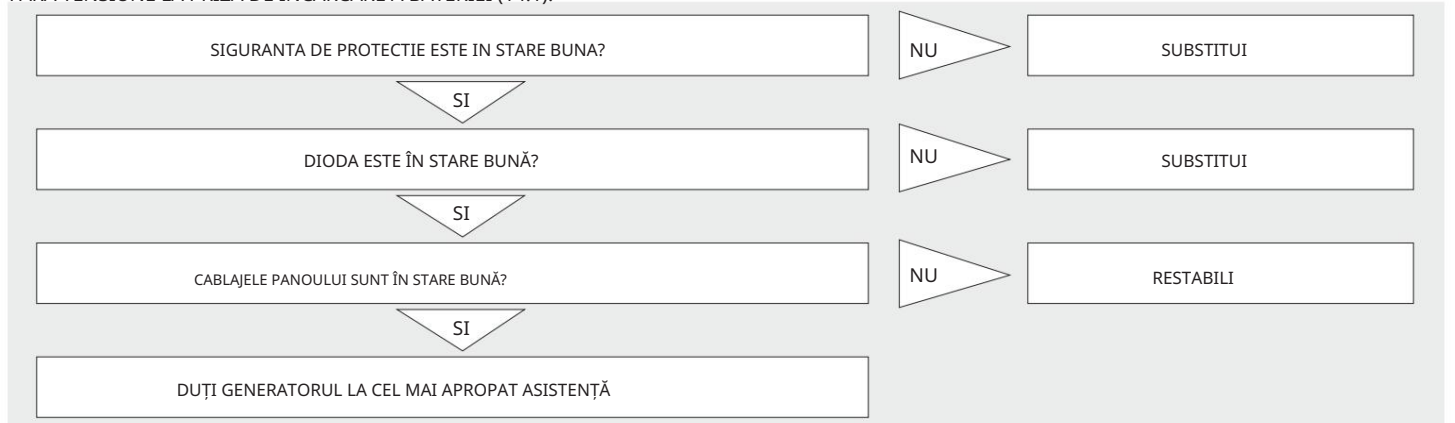 SIGURANTA DE PROTECTIE ESTE IN STARE BUNA?
NU
SUBSTITUI
SI
DIODA ESTE ÎN STARE BUNĂ?
NU
SUBSTITUI
SI
CABLAJELE PANOULUI SUNT ÎN STARE BUNĂ?
NU
RESTABILI
SI
DUȚI GENERATORUL LA CEL MAI APROPAT ASISTENȚĂ